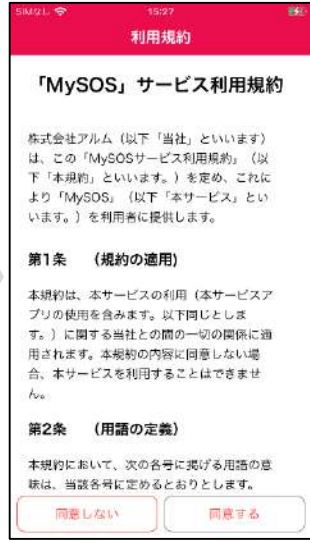 SIMなし 15:27
利用規約
「MySOS」サービス利用規約
株式会社アルム（以下「当社」といいます）
は、この「MySOSサービス利用規約」（以
下「本規約」といいます。）を定め、これに
より「MySOS」（以下「本サービス」とい
います。）を利用者に提供します。
第1条　（規約の適用)
本規約は、本サービスの利用（本サービスア
プリの使用を含みます。以下同じとしま
す。）に関する当社との間の一切の関係に適
用されます。本規約の内容に同意しない場
合、本サービスを利用することはできませ
ん。
第2条　（用語の定義）
本規約において、次の各号に掲げる用語の意
味は、当該各号に定めるとおりとします。
同意しない 同意する